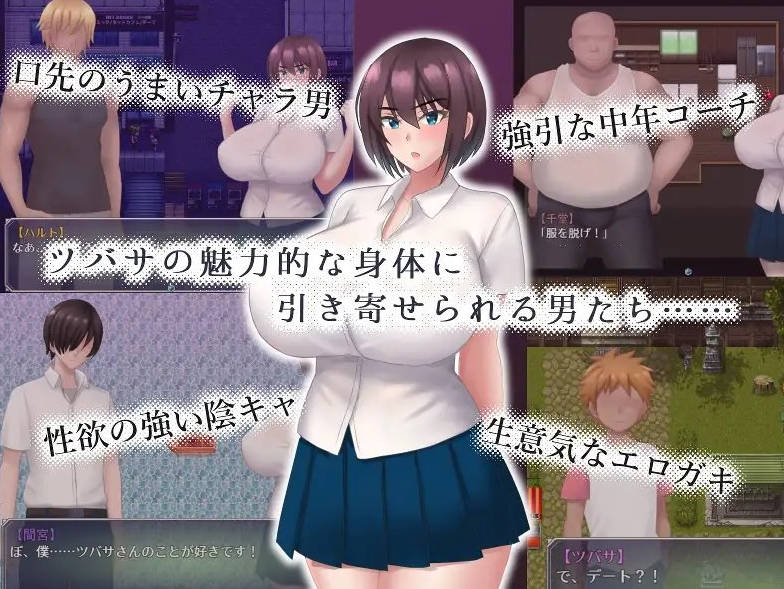 口先のうまいチャラ男
強引な中年コーチ
【ハルト】
なあ
【千堂】
「服を脱げ！」
ツバサの魅力的な身体に
引き寄せられる男たち……
性欲の強い陰キャ
生意気なエロガキ
【間宮】
ぼ、僕……ツバサさんのことが好きです！
【ツバサ】
で、デート？！